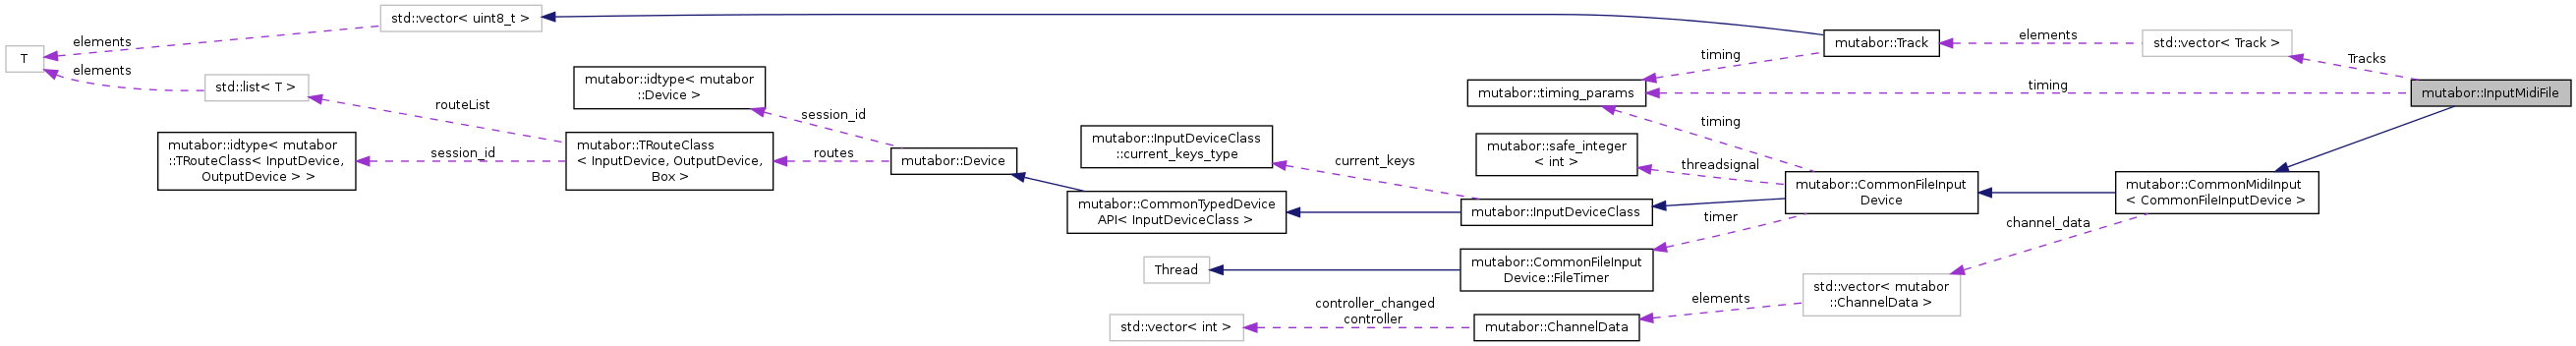 std::vector< uint8_t >
elements
T
elements
std::list< T >
routeList
mutabor::idtype< mutabor
::TRouteClass< InputDevice,
OutputDevice > >
session_id
mutabor::idtype< mutabor
::Device >
mutabor::TRouteClass
< InputDevice, OutputDevice,
Box >
session_id
routes
mutabor::Device
mutabor::InputDeviceClass
::current_keys_type
mutabor::CommonTypedDevice
API< InputDeviceClass >
Thread
std::vector< int >
current_keys
controller_changed
controller
mutabor::timing_params
mutabor::safe_integer
< int >
mutabor::InputDeviceClass
mutabor::CommonFileInput
Device::FileTimer
mutabor::ChannelData
timing
timing
threadsignal
timer
elements
mutabor::Track
mutabor::CommonFileInput
Device
std::vector< mutabor
::ChannelData >
elements
timing
channel_data
std::vector< Track >
mutabor::CommonMidiInput
< CommonFileInputDevice >
Tracks
mutabor::InputMidiFile